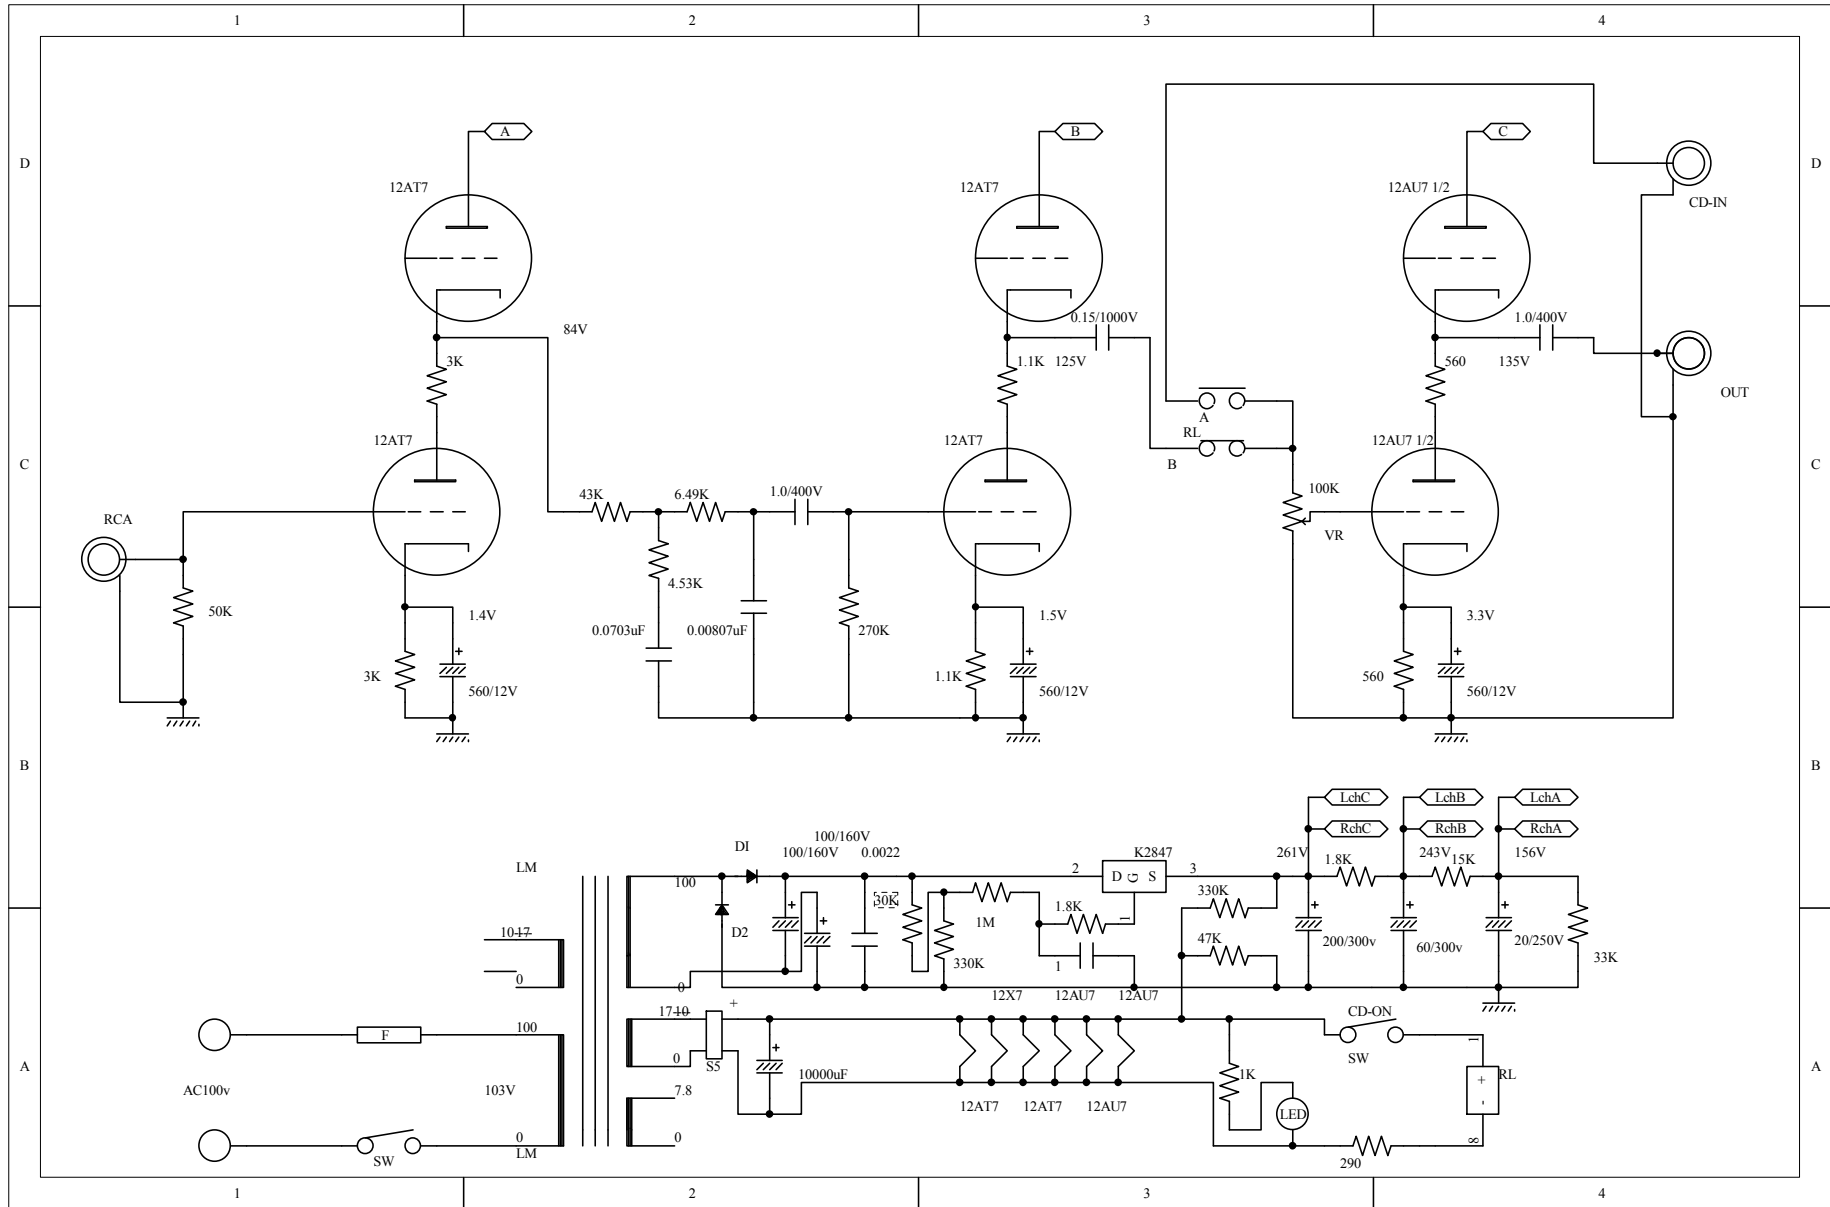 1 2 3 4
D D
A B C
12AT7 12AT7 12AU7 1/2
CD-IN
84V 0.15/1000V 1.0/400V
3K 1.1K 125V 560 135V
OUT
A
RL
12AT7 12AT7 12AU7 1/2
C B C
43K 6.49K 1.0/400V 100K
RCA
VR
4.53K
50K 1.4V 1.5V 3.3V
0.0703uF 0.00807uF 270K
3K 1.1K 560
560/12V 560/12V 560/12V
B B
LchC LchB LchA
RchC RchB RchA
100/160V
DI 100/160V 0.0022 K2847 261V 243V 156V
LM 2 D G S 3 1.8K 15K
100
30K 1M 1.8K 1 330K
10 17 D2 47K 200/300v 60/300v 20/250V
330K 1 33K
0 0
12X7 12AU7 12AU7
17 10 + CD-ON
100
F
0 S5 SW 1
A 10000uF 1K + RL A
AC100v 103V 7.8 -
12AT7 12AT7 12AU7 LED
0 0 8
SW LM 290
1 2 3 4